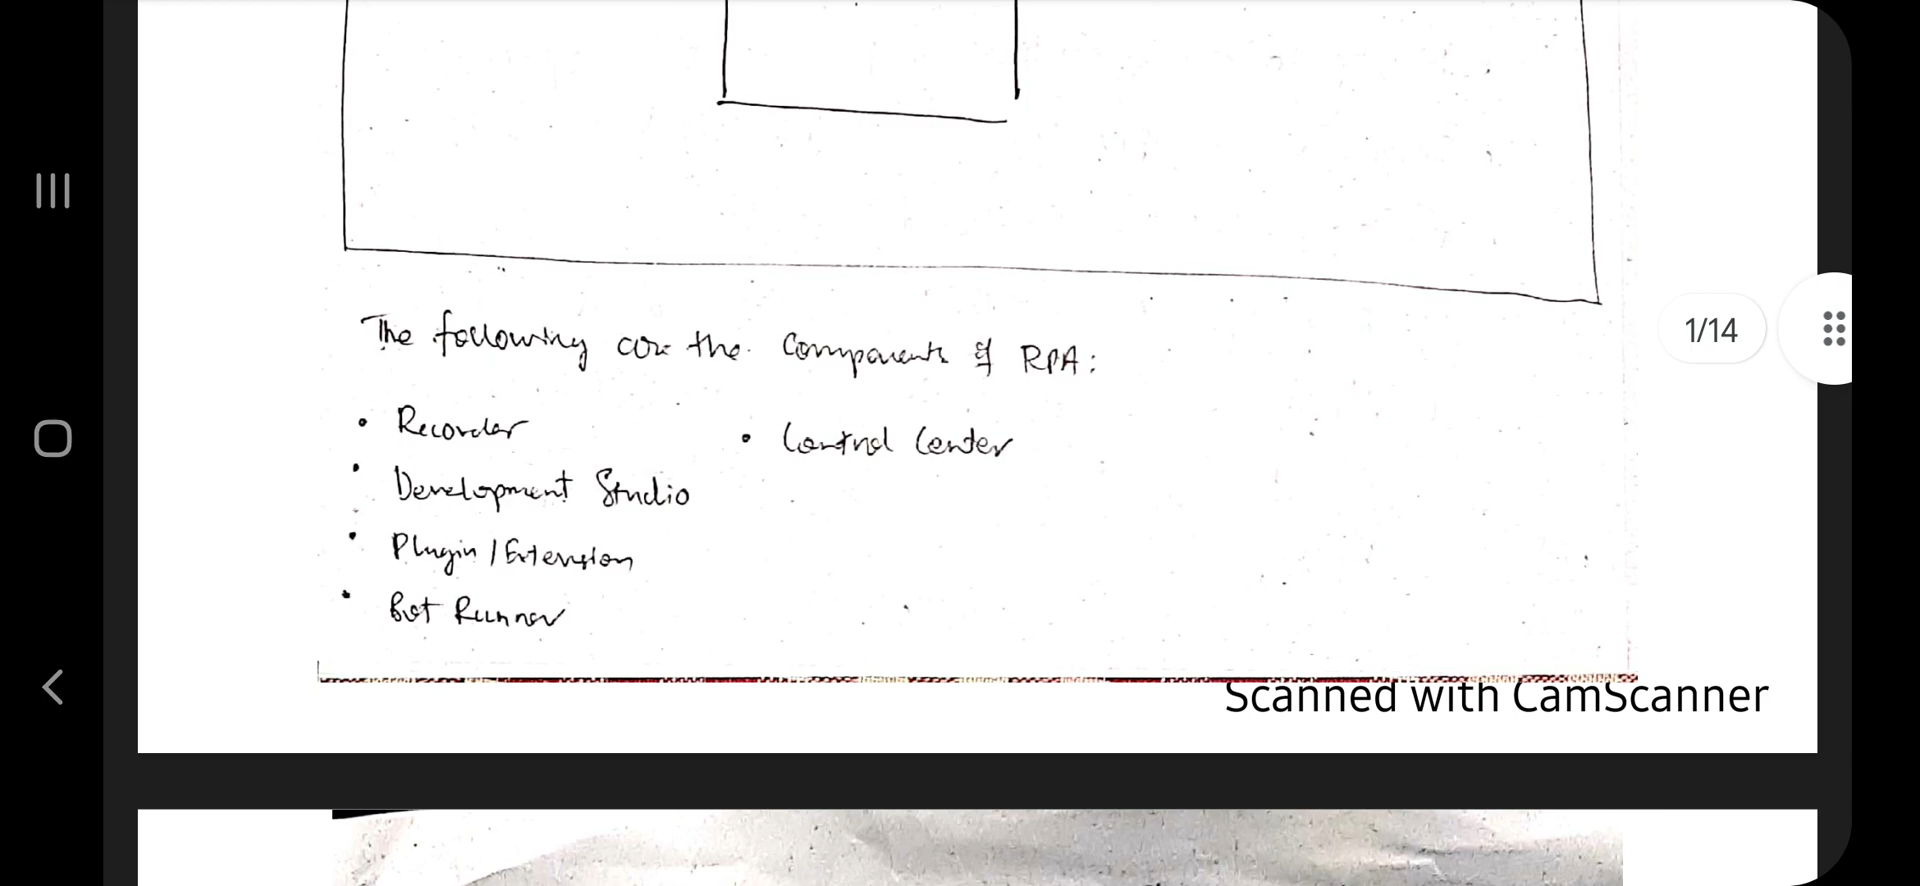 The following are the Components of RPA:
• Recorder
• Development Studio
• Plugin / Extension
• Bot Runner
• Control Center
1/14
Scanned with CamScanner